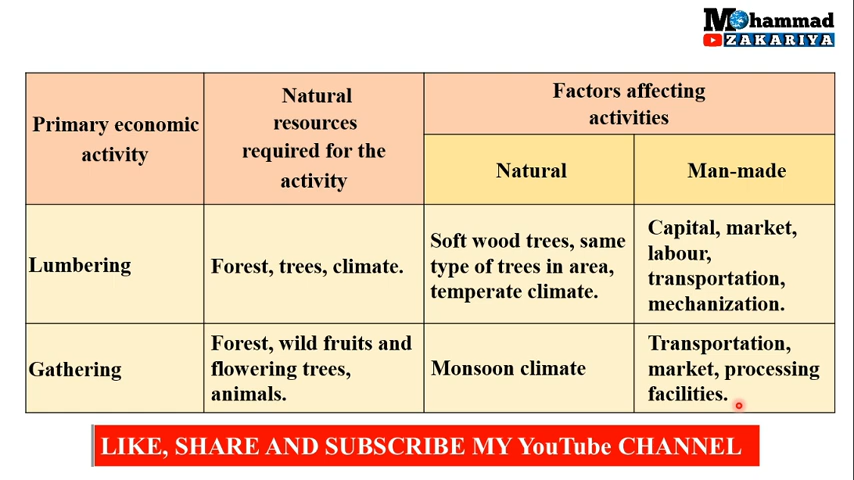 Mohammad
ZAKARIYA
Primary economic
activity
Natural
resources
required for the
activity
Factors affecting
activities
Natural
Man-made
Lumbering
Forest, trees, climate.
Soft wood trees, same
type of trees in area,
temperate climate.
Capital, market,
labour,
transportation,
mechanization.
Gathering
Forest, wild fruits and
flowering trees,
animals.
Monsoon climate
Transportation,
market, processing
facilities.
LIKE, SHARE AND SUBSCRIBE MY YouTube CHANNEL